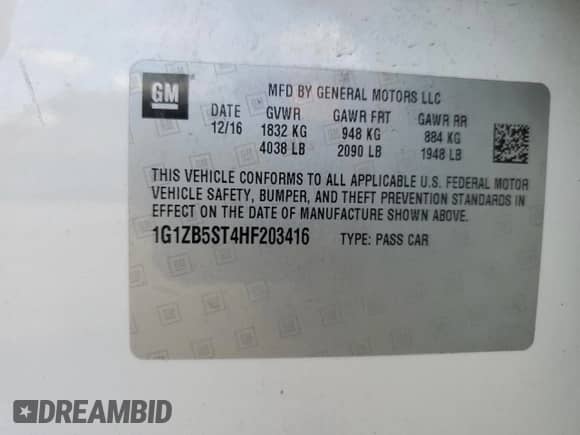 GM
MFD BY GENERAL MOTORS LLC
DATE GVWR GAWR FRT GAWR RR
12/16 1832 KG 948 KG 884 KG
4038 LB 2090 LB 1948 LB
THIS VEHICLE CONFORMS TO ALL APPLICABLE U.S. FEDERAL MOTOR
VEHICLE SAFETY, BUMPER, AND THEFT PREVENTION STANDARDS IN
EFFECT ON THE DATE OF MANUFACTURE SHOWN ABOVE.
1G1ZB5ST4HF203416 TYPE: PASS CAR
DREAMBID